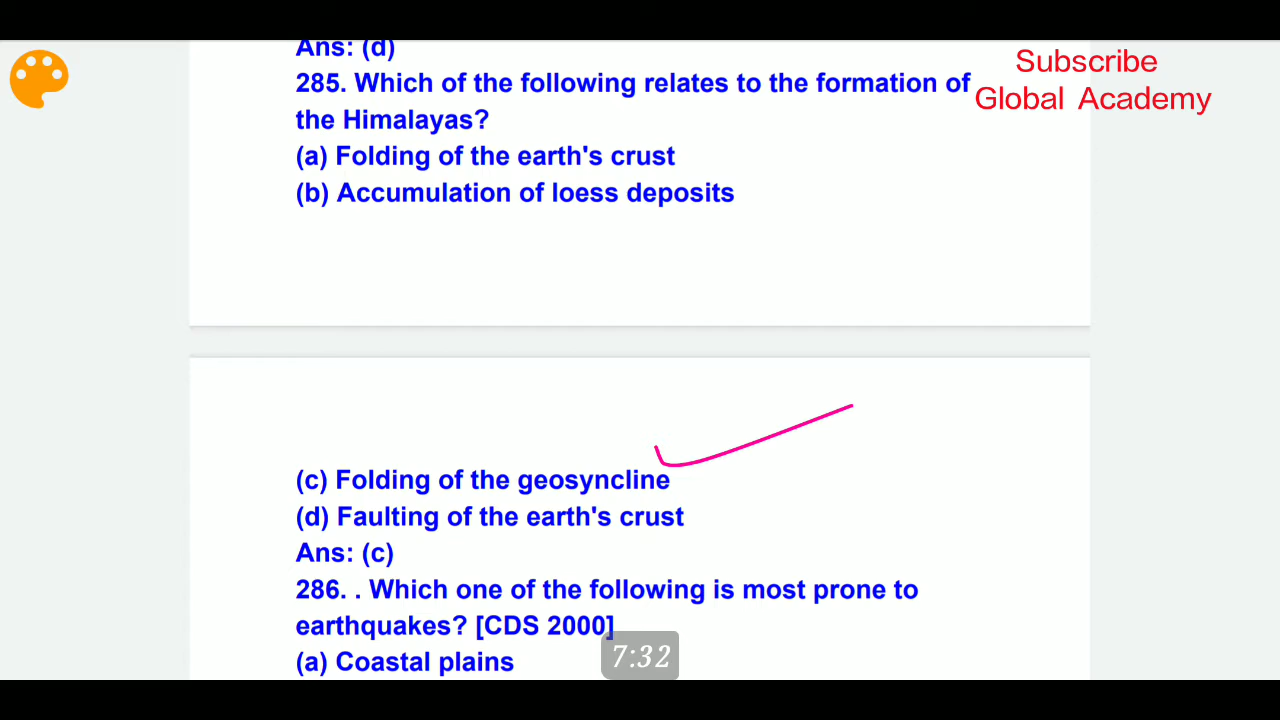 Ans: (d)
285. Which of the following relates to the formation of
the Himalayas?
(a) Folding of the earth's crust
(b) Accumulation of loess deposits
Subscribe
Global Academy
(c) Folding of the geosyncline
(d) Faulting of the earth's crust
Ans: (c)
286. . Which one of the following is most prone to
earthquakes? [CDS 2000]
(a) Coastal plains
7:32